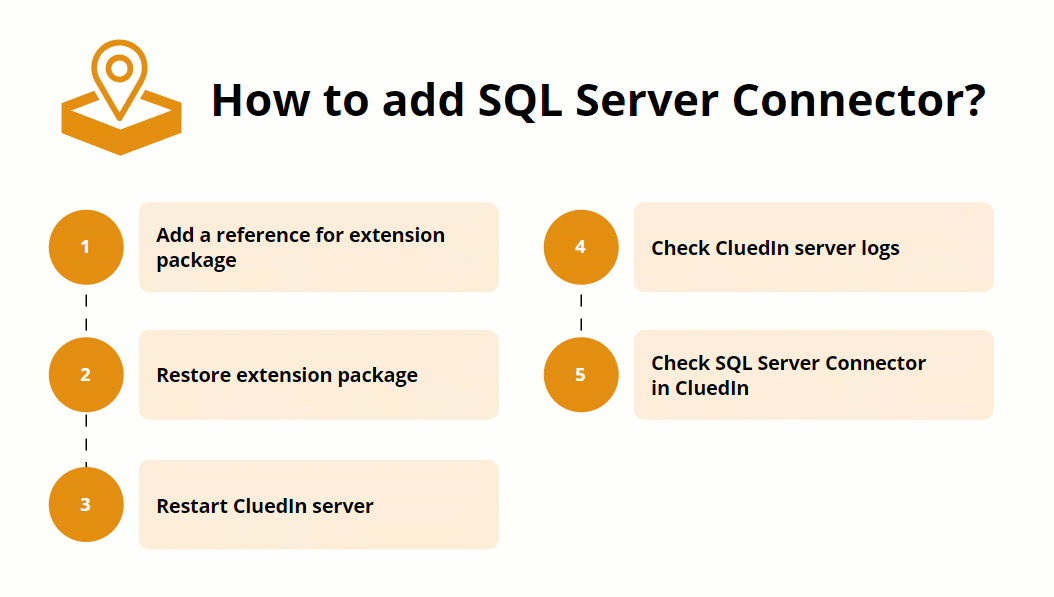 How to add SQL Server Connector?
1
Add a reference for extension
package
2
Restore extension package
3
Restart CluedIn server
4
Check CluedIn server logs
5
Check SQL Server Connector
in CluedIn